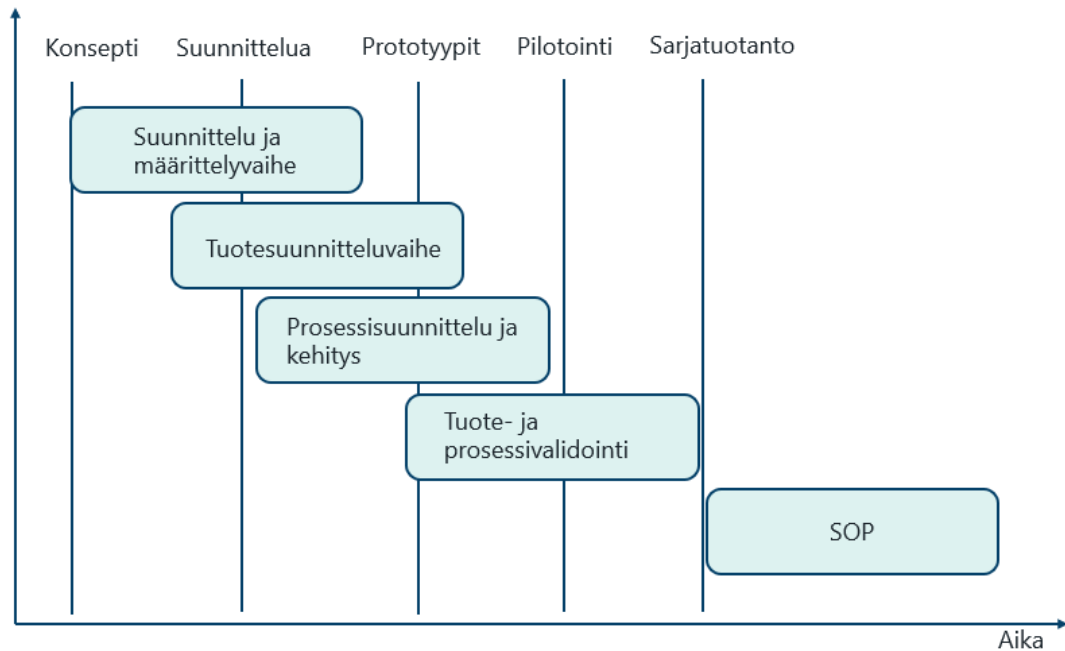 Konsepti
Suunnittelua
Prototyypit
Pilotointi
Sarjatuotanto
Suunnittelu ja
määrittelyvaihe
Tuotesuunnitteluvaihe
Prosessisuunnittelu ja
kehitys
Tuote- ja
prosessivalidointi
SOP
Aika